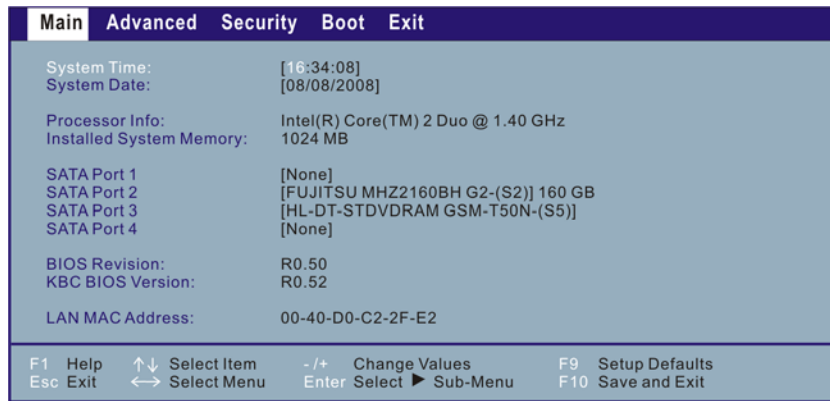 Main Advanced Security Boot Exit
System Time: [16:34:08]
System Date: [08/08/2008]
Processor Info: Intel(R) Core(TM) 2 Duo @ 1.40 GHz
Installed System Memory: 1024 MB
SATA Port 1 [None]
SATA Port 2 [FUJITSU MHZ2160BH G2-(S2)] 160 GB
SATA Port 3 [HL-DT-STDVDRAM GSM-T50N-(S5)]
SATA Port 4 [None]
BIOS Revision: R0.50
KBC BIOS Version: R0.52
LAN MAC Address: 00-40-D0-C2-2F-E2
F1 Help ↑↓ Select Item -/+ Change Values F9 Setup Defaults
Esc Exit ←→ Select Menu Enter Select ▶ Sub-Menu F10 Save and Exit